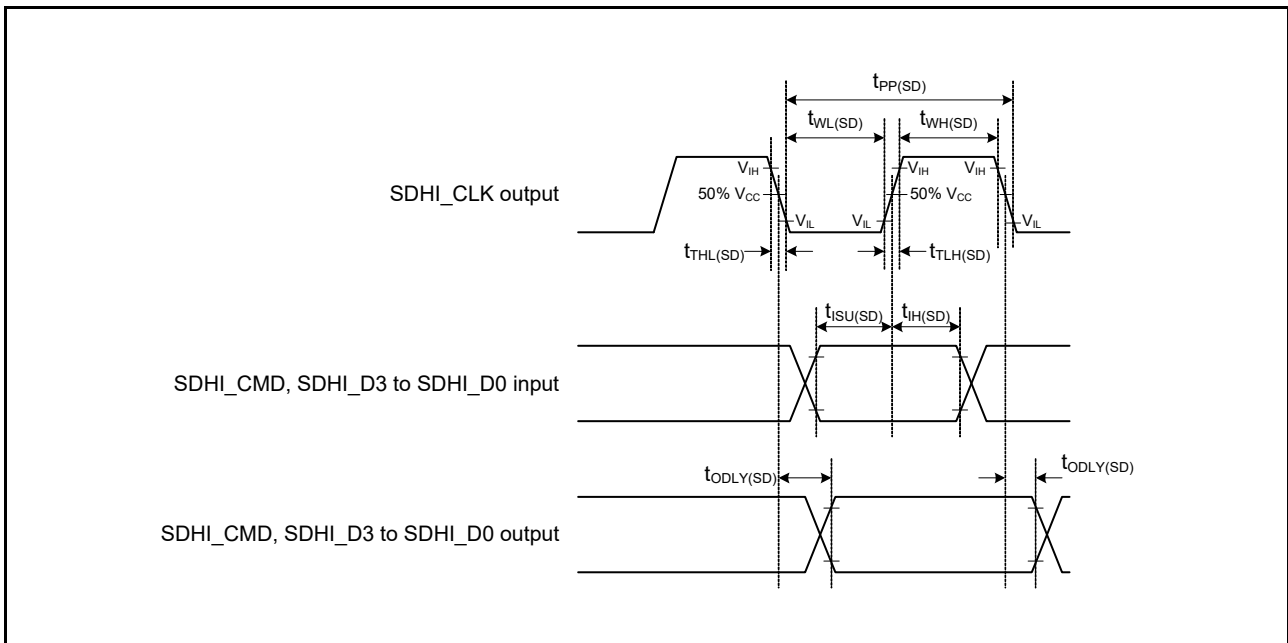 tPP(SD)
tWL(SD) tWH(SD)
SDHI_CLK output
VIH VIH VIH
50% VCC 50% VCC
VIL VIL VIL
tTHL(SD) tTLH(SD)
tISU(SD) tIH(SD)
SDHI_CMD, SDHI_D3 to SDHI_D0 input
tODLY(SD) tODLY(SD)
SDHI_CMD, SDHI_D3 to SDHI_D0 output